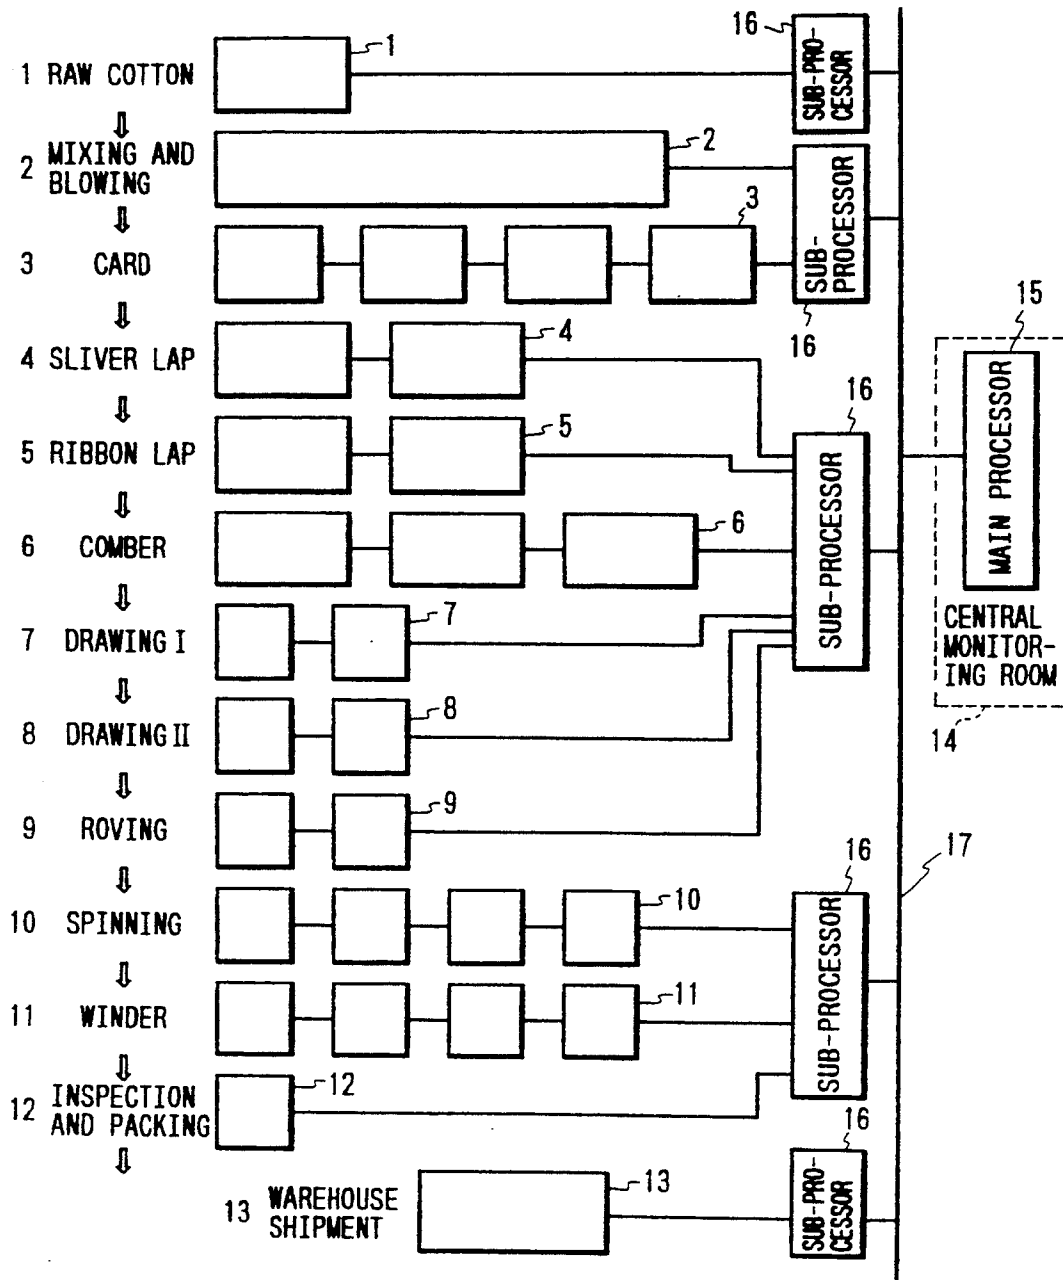 1 RAW COTTON
1
16
SUB-PRO-
CESSOR
2 MIXING AND
BLOWING
2
SUB-
PROCESSOR
16
3 CARD
3
4 SLIVER LAP
4
15
MAIN PROCESSOR
16
5 RIBBON LAP
5
SUB-PROCESSOR
6 COMBER
6
7 DRAWING I
7
CENTRAL
MONITOR-
ING ROOM
14
8 DRAWING II
8
9 ROVING
9
17
16
10 SPINNING
10
SUB-PROCESSOR
11 WINDER
11
12 INSPECTION
AND PACKING
12
16
SUB-PRO-
CESSOR
13 WAREHOUSE
SHIPMENT
13